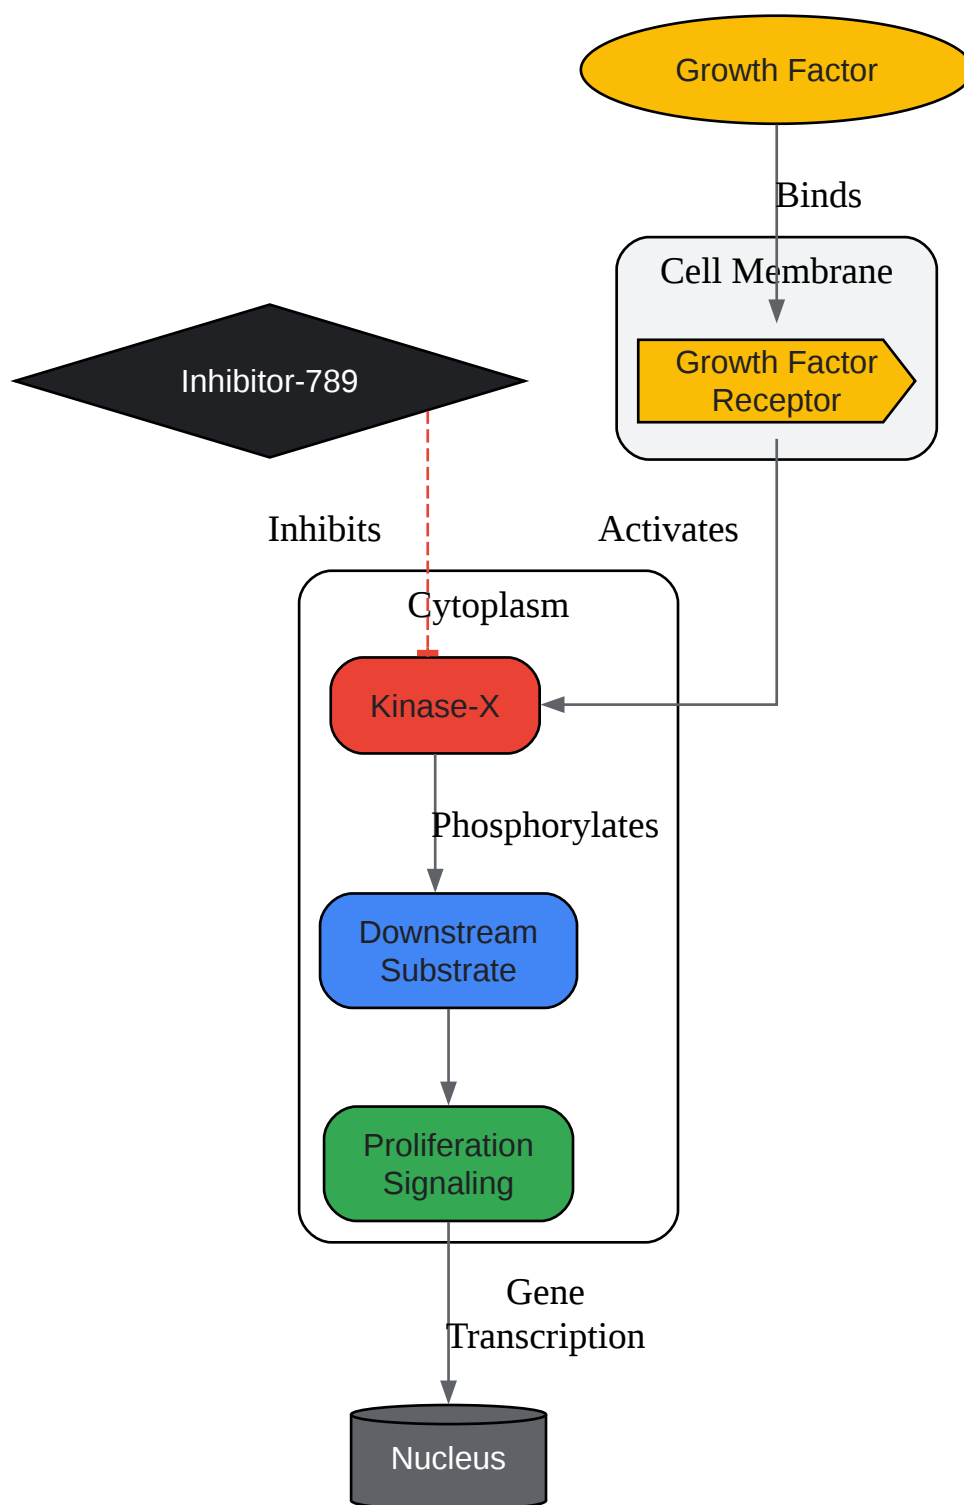 Growth Factor
Binds
Cell Membrane
Growth Factor
Receptor
Inhibitor-789
Inhibits
Activates
Cytoplasm
Kinase-X
Phosphorylates
Downstream
Substrate
Proliferation
Signaling
Gene
Transcription
Nucleus